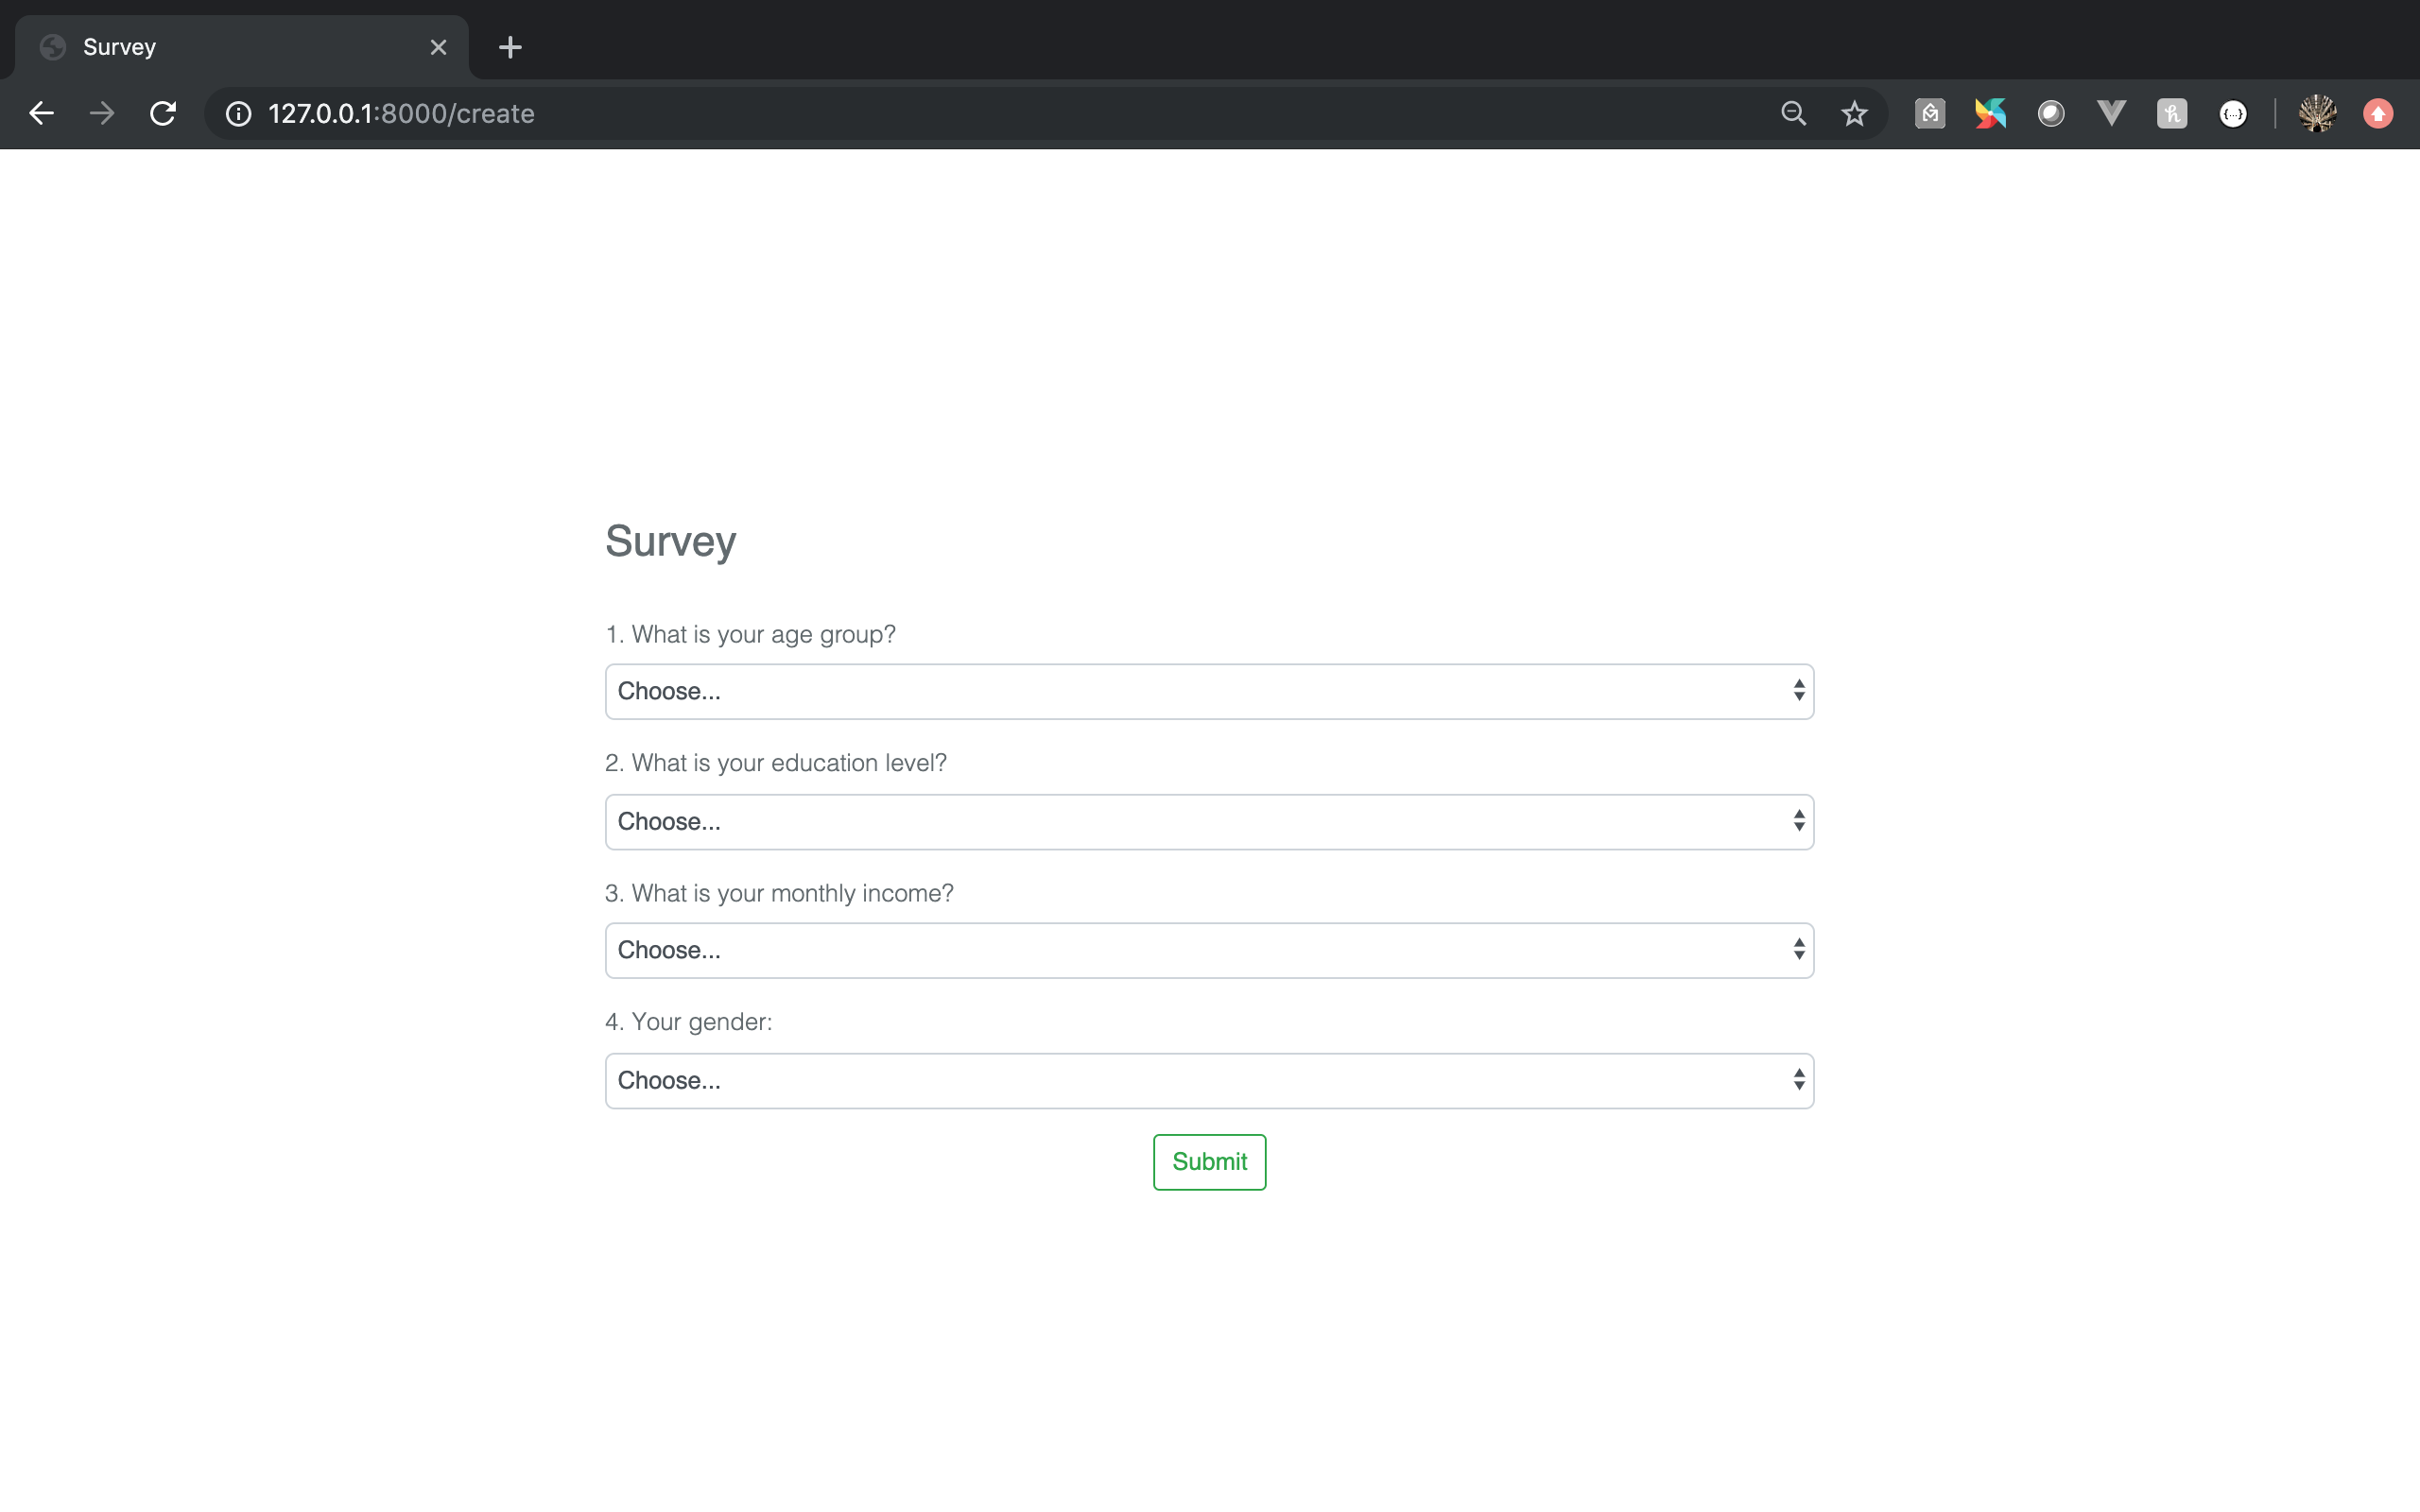 Survey
127.0.0.1:8000/create
Survey
1. What is your age group?
Choose...
2. What is your education level?
Choose...
3. What is your monthly income?
Choose...
4. Your gender:
Choose...
Submit